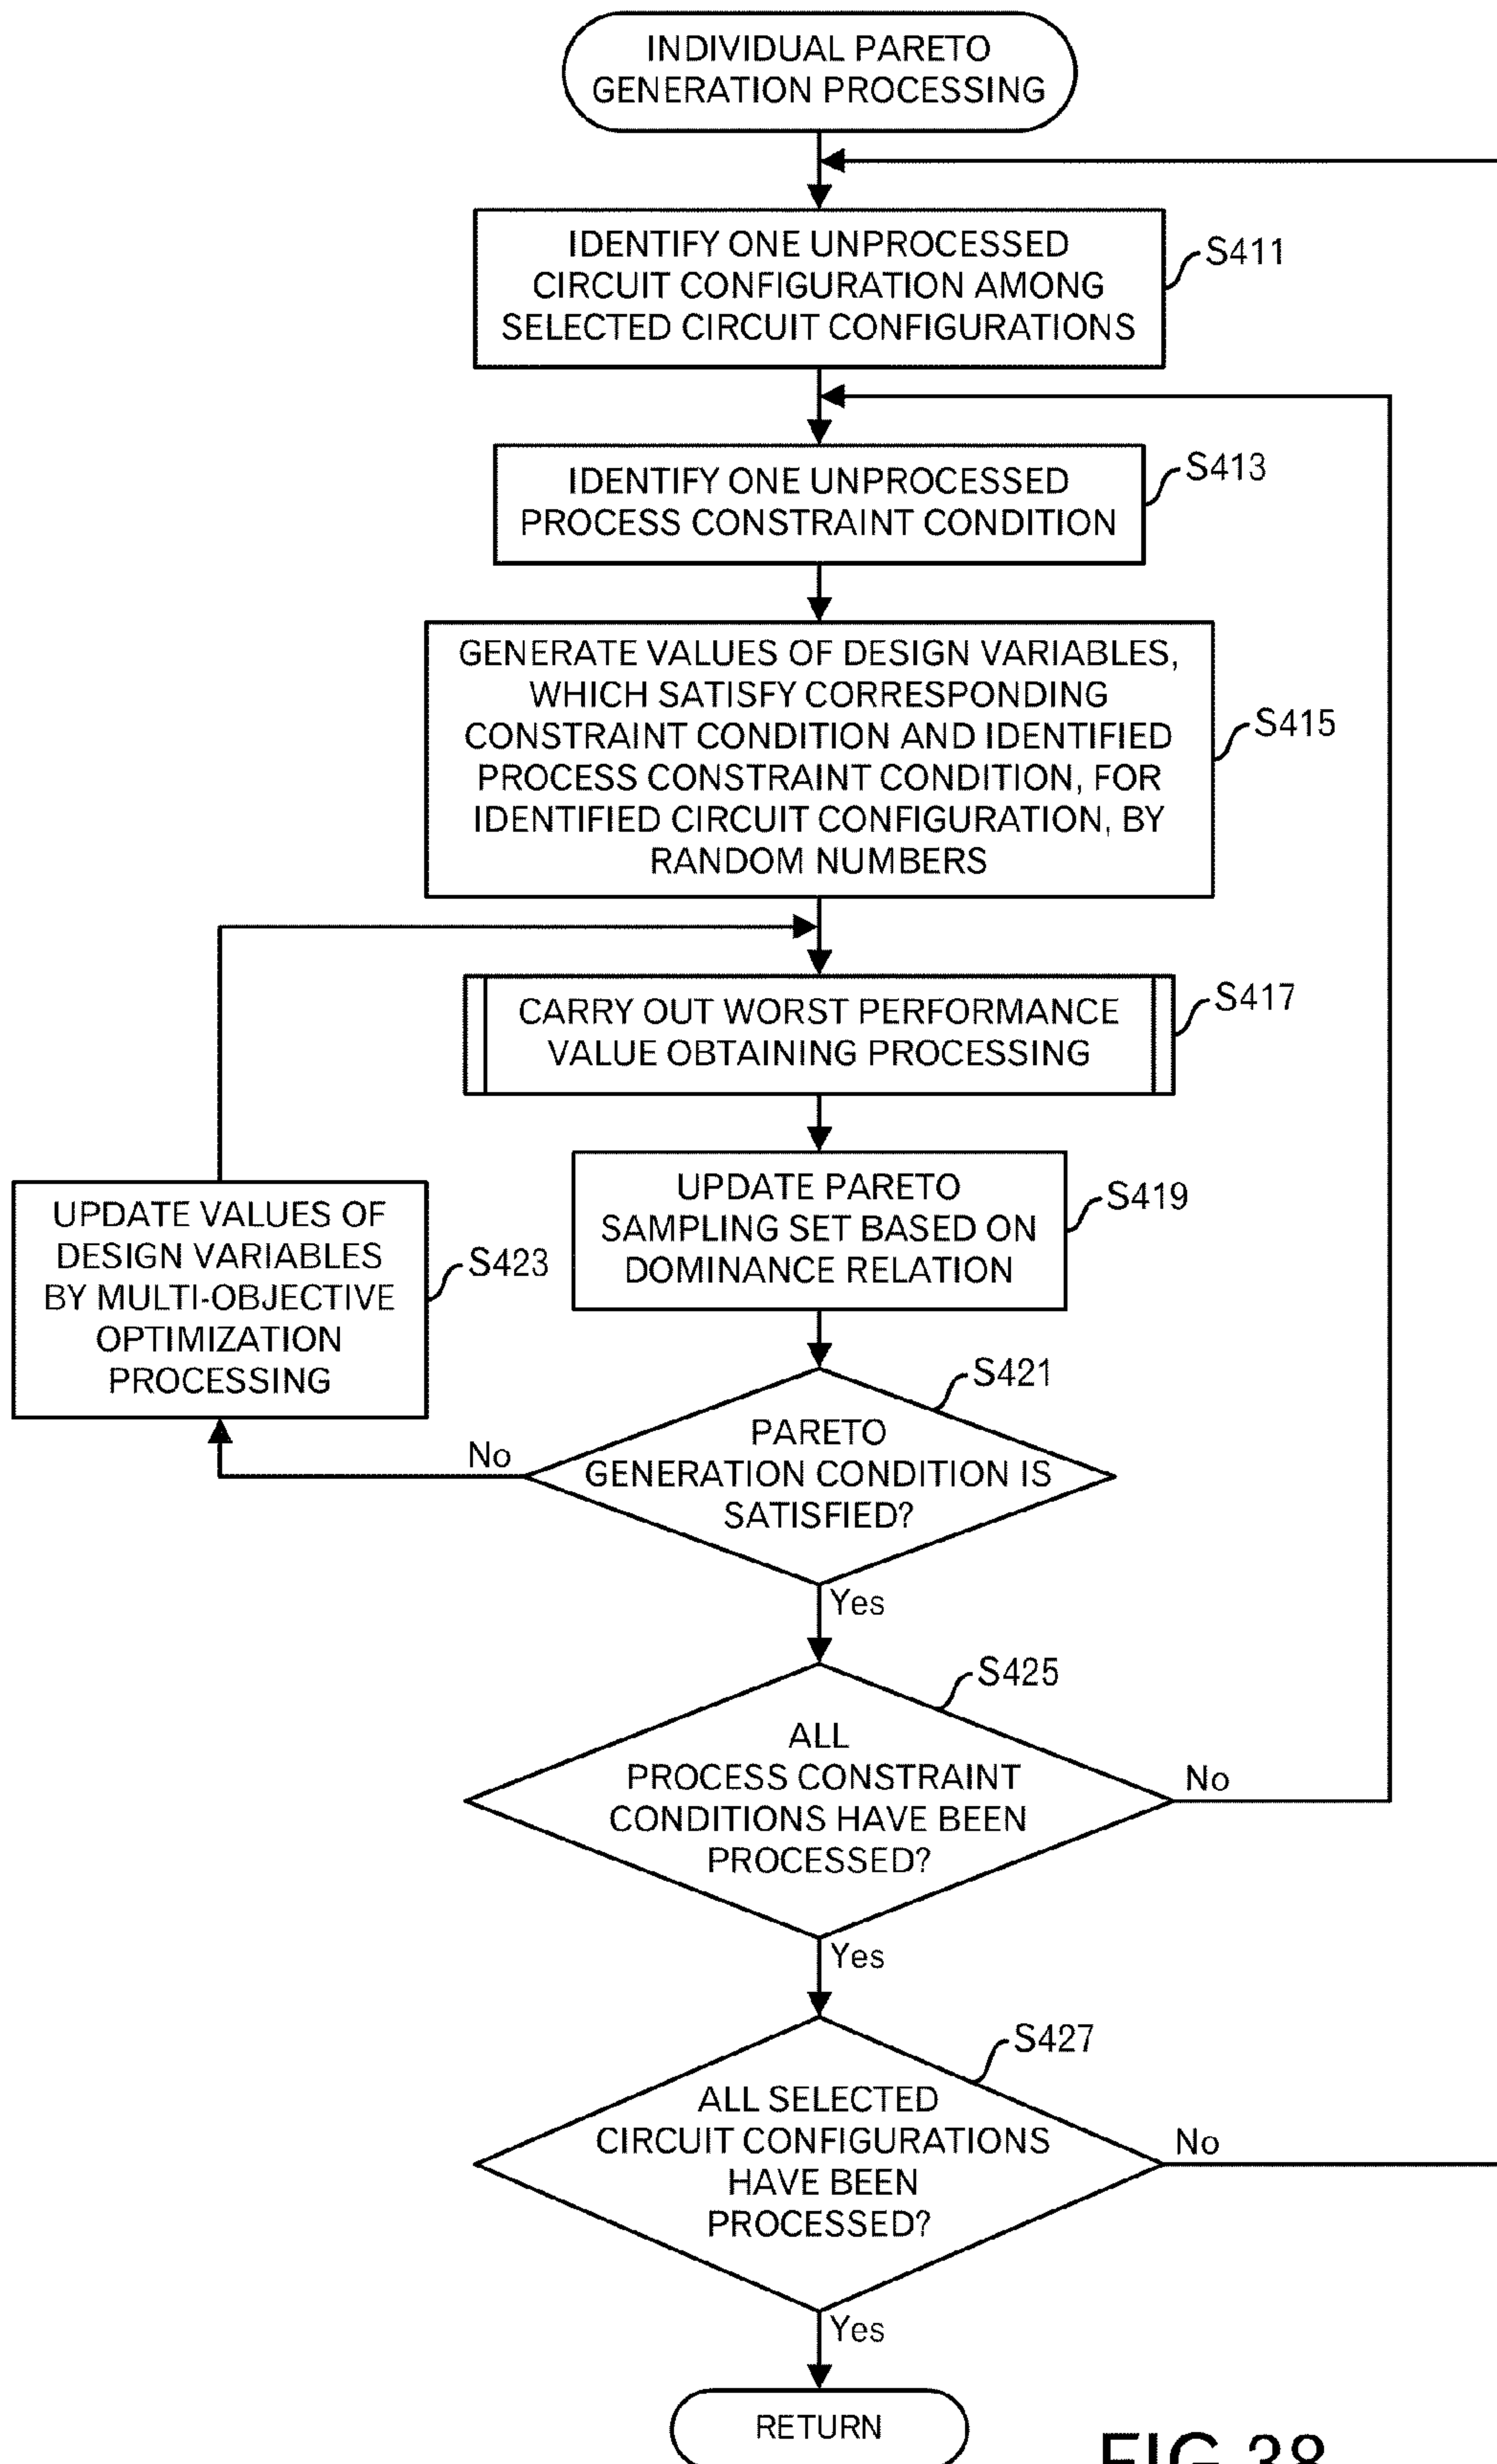 INDIVIDUAL PARETO
GENERATION PROCESSING
IDENTIFY ONE UNPROCESSED
CIRCUIT CONFIGURATION AMONG
SELECTED CIRCUIT CONFIGURATIONS
S411
IDENTIFY ONE UNPROCESSED
PROCESS CONSTRAINT CONDITION
S413
GENERATE VALUES OF DESIGN VARIABLES,
WHICH SATISFY CORRESPONDING
CONSTRAINT CONDITION AND IDENTIFIED
PROCESS CONSTRAINT CONDITION, FOR
IDENTIFIED CIRCUIT CONFIGURATION, BY
RANDOM NUMBERS
S415
CARRY OUT WORST PERFORMANCE
VALUE OBTAINING PROCESSING
S417
UPDATE PARETO
SAMPLING SET BASED ON
DOMINANCE RELATION
S419
UPDATE VALUES OF
DESIGN VARIABLES
BY MULTI-OBJECTIVE
OPTIMIZATION
PROCESSING
S423
S421
PARETO
GENERATION CONDITION IS
SATISFIED?
No
Yes
S425
ALL
PROCESS CONSTRAINT
CONDITIONS HAVE BEEN
PROCESSED?
No
Yes
S427
ALL SELECTED
CIRCUIT CONFIGURATIONS
HAVE BEEN
PROCESSED?
No
Yes
RETURN
FIG.38